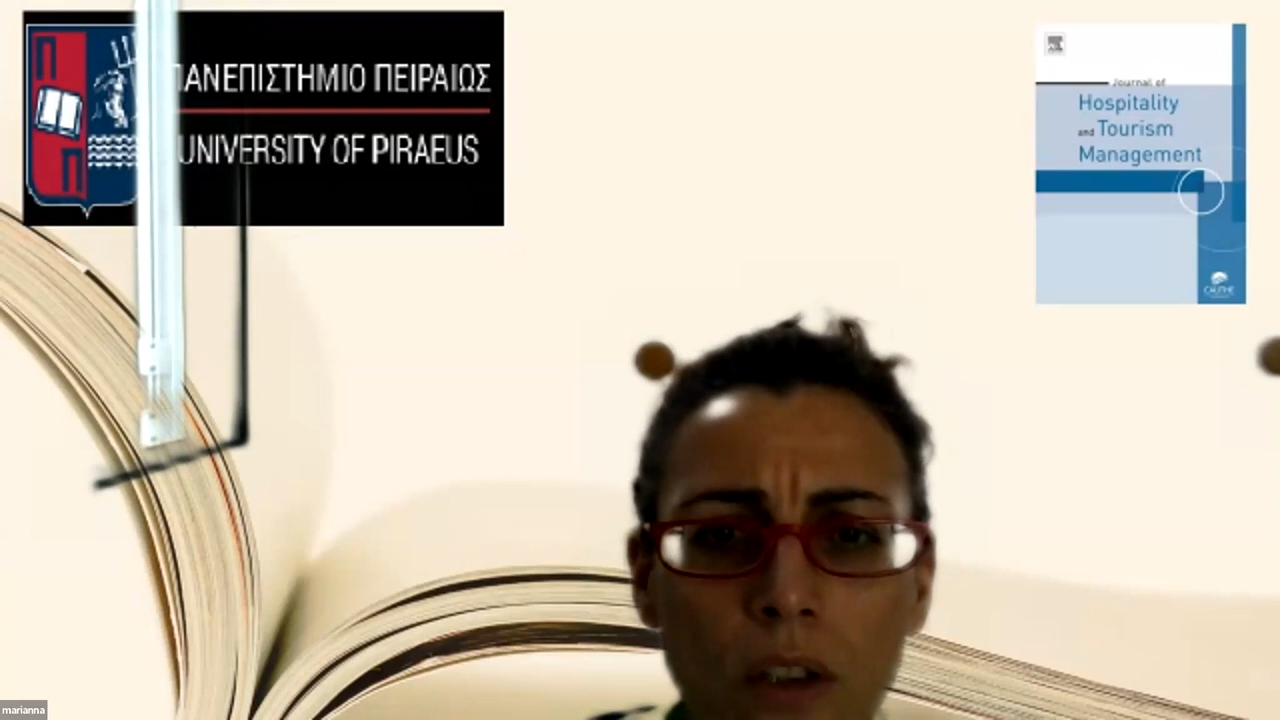 ΠΑΝΕΠΙΣΤΗΜΙΟ ΠΕΙΡΑΙΩΣ
UNIVERSITY OF PIRAEUS
Journal of
Hospitality
and Tourism
Management
marianna